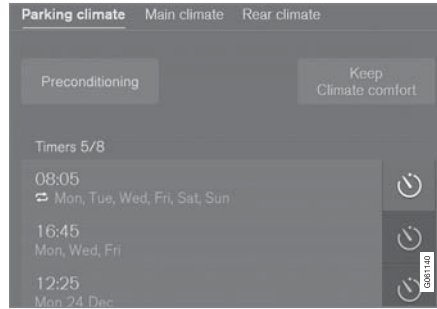 Parking climate Main climate Rear climate
Preconditioning
Keep
Climate comfort
Timers 5/8
08:05
Mon, Tue, Wed, Fri, Sat, Sun
16:45
Mon, Wed, Fri
12:25
Mon 24 Dec
G061140